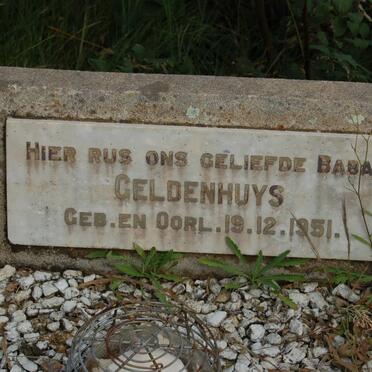 HIER RUS ONS GELIEFDE BABA
GELDENHUYS
GEB. EN OORL. 19.12.1951.